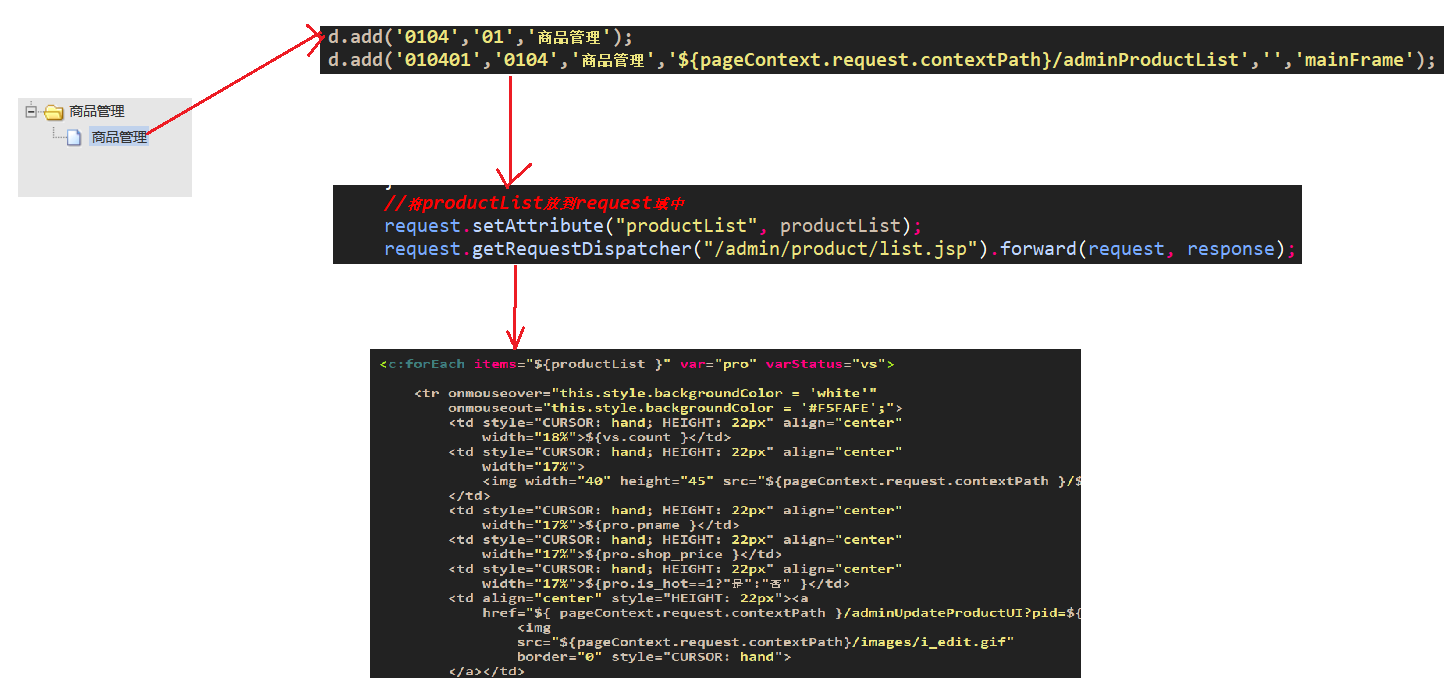 d.add('0104','01','商品管理');
d.add('010401','0104','商品管理','${pageContext.request.contextPath}/adminProductList','','mainFrame');
商品管理
商品管理
//将productList放到request域中
request.setAttribute("productList", productList);
request.getRequestDispatcher("/admin/product/list.jsp").forward(request, response);
<c:forEach items="${productList }" var="pro" varStatus="vs">
<tr onmouseover="this.style.backgroundColor = 'white'"
onmouseout="this.style.backgroundColor = '#F5FAFE';">
<td style="CURSOR: hand; HEIGHT: 22px" align="center"
width="18%">${vs.count }</td>
<td style="CURSOR: hand; HEIGHT: 22px" align="center"
width="17%">
<img width="40" height="45" src="${pageContext.request.contextPath }/$
</td>
<td style="CURSOR: hand; HEIGHT: 22px" align="center"
width="17%">${pro.pname }</td>
<td style="CURSOR: hand; HEIGHT: 22px" align="center"
width="17%">${pro.shop_price }</td>
<td style="CURSOR: hand; HEIGHT: 22px" align="center"
width="17%">${pro.is_hot==1?"是":"否" }</td>
<td align="center" style="HEIGHT: 22px"><a
href="${ pageContext.request.contextPath }/adminUpdateProductUI?pid=${
<img
src="${pageContext.request.contextPath}/images/i_edit.gif"
border="0" style="CURSOR: hand">
</a></td>